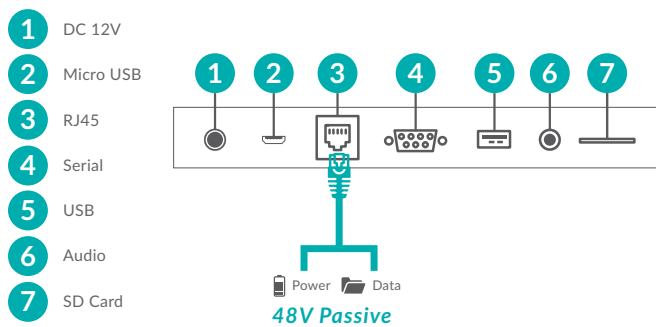 1 DC 12V
2 Micro USB
3 RJ45
4 Serial
5 USB
6 Audio
7 SD Card
1 2 3 4 5 6 7
Power Data
48V Passive